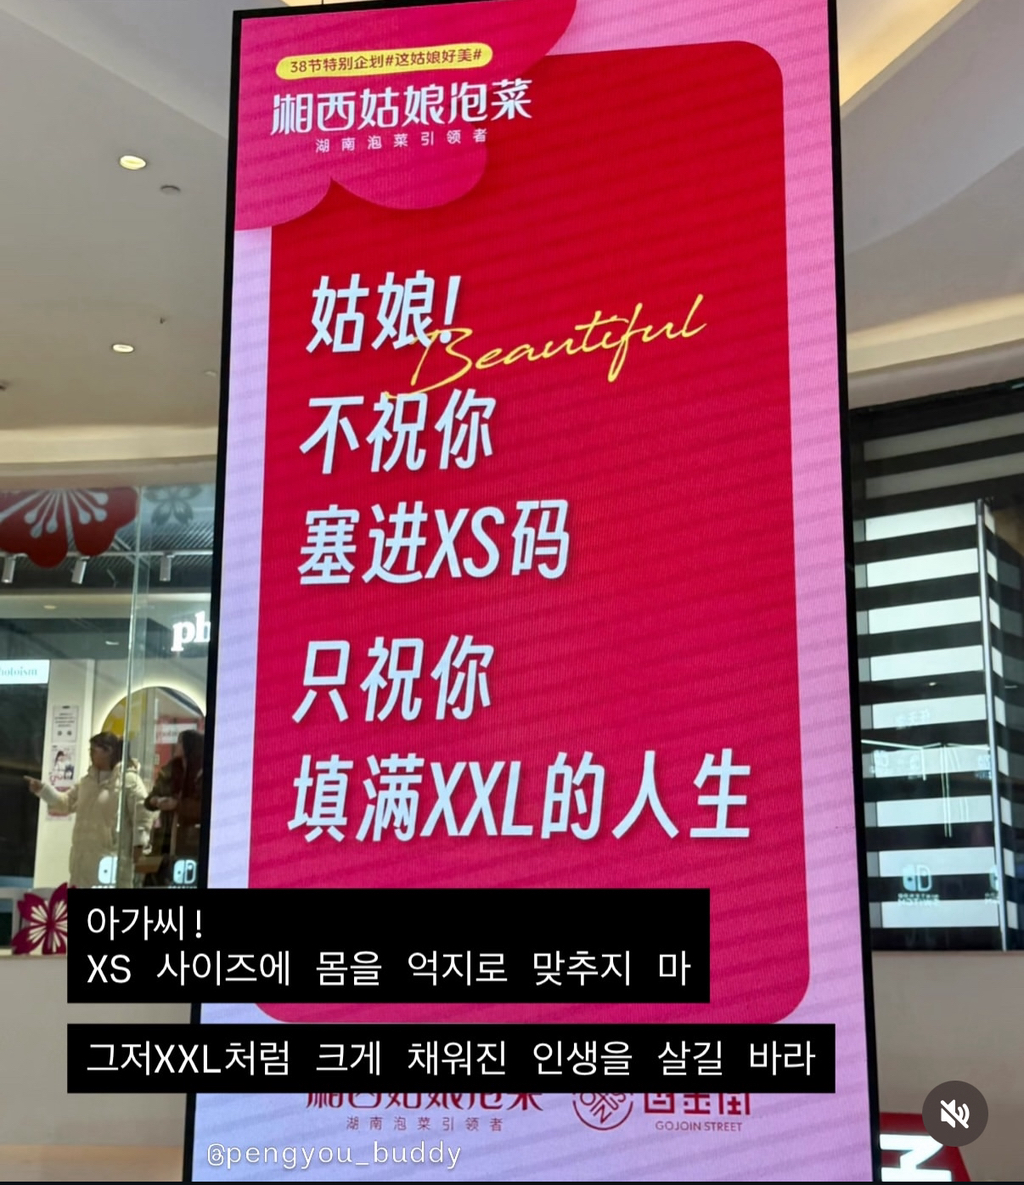 38节特别企划#这姑娘好美#
湘西姑娘泡菜
湖南泡菜引领者
姑娘!
Beautiful
不祝你
塞进XS码
只祝你
填满XXL的人生
ph
아가씨!
XS 사이즈에 몸을 억지로 맞추지 마
그저XXL처럼 크게 채워진 인생을 살길 바라
湘西姑娘泡菜
湖南泡菜引领者
GOJOIN STREET
@pengyou_buddy